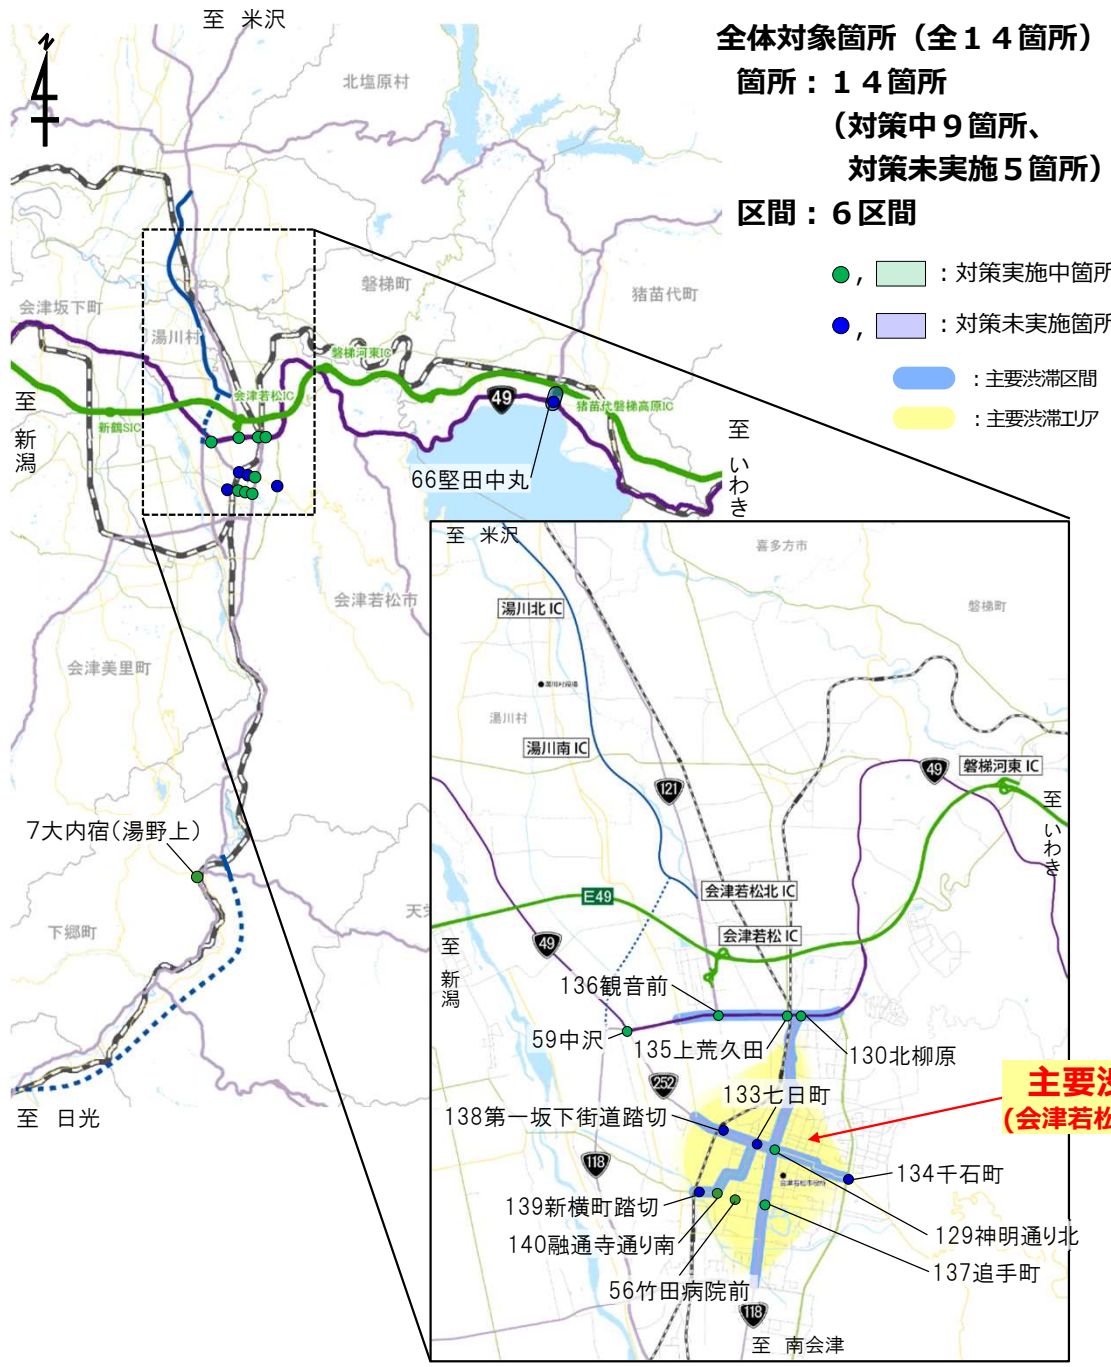 至 米沢
北塩原村
全体対象箇所（全１４箇所）
箇所：１４箇所
（対策中９箇所、
対策未実施５箇所）
区間：６区間
，：対策実施中箇所
，：対策未実施箇所
：主要渋滞区間
：主要渋滞エリア
磐梯町
猪苗代町
会津坂下町
湯川村
磐梯河東IC
会津若松IC
新鶴SIC
49
猪苗代磐梯高原IC
至 新潟
至 いわき
66堅田中丸
会津若松市
会津美里町
7大内宿(湯野上)
下郷町
至 日光
至 米沢
喜多方市
磐梯町
湯川北 IC
湯川村
湯川南 IC
121
49
磐梯河東 IC
至 いわき
E49
会津若松北 IC
会津若松 IC
49
至 新潟
136観音前
59中沢
135上荒久田
130北柳原
252
133七日町
138第一坂下街道踏切
主要渋
(会津若松
118
134千石町
139新横町踏切
129神明通り北
140融通寺通り南
137追手町
56竹田病院前
118
至 南会津